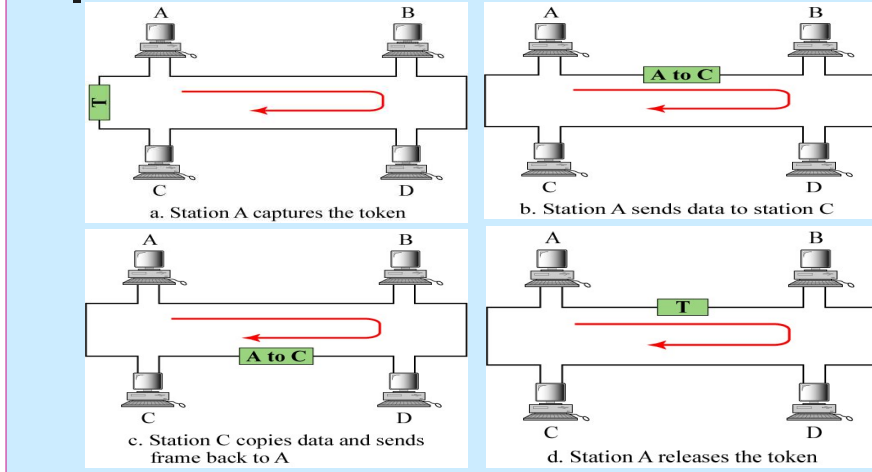 A
B
T
C
D
a. Station A captures the token
A
B
A to C
C
D
b. Station A sends data to station C
A
B
A to C
C
D
c. Station C copies data and sends
frame back to A
A
B
T
C
D
d. Station A releases the token